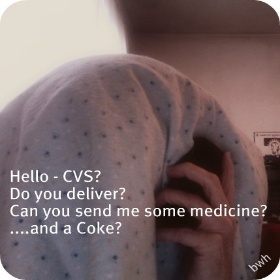 Hello - CVS?
Do you deliver?
Can you send me some medicine?
....and a Coke?
bwh